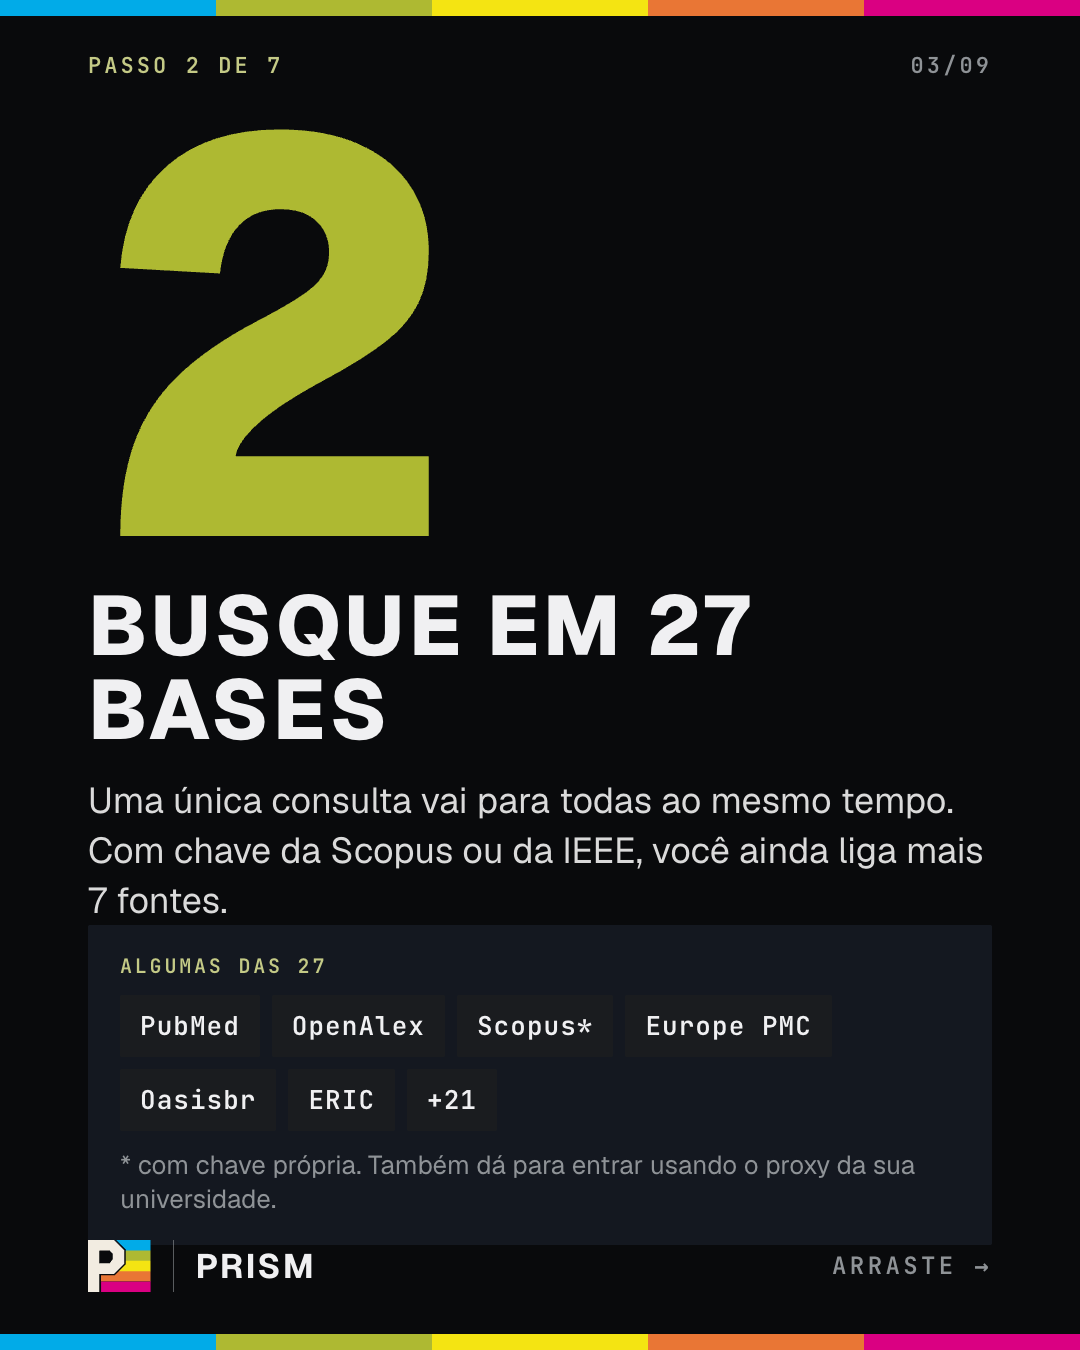 PASSO 2 DE 7
03/09
2
BUSQUE EM 27
BASES
Uma única consulta vai para todas ao mesmo tempo.
Com chave da Scopus ou da IEEE, você ainda liga mais
7 fontes.
ALGUMAS DAS 27
PubMed OpenAlex Scopus* Europe PMC
Oasisbr ERIC +21
* com chave própria. Também dá para entrar usando o proxy da sua
universidade.
P PRISM
ARRASTE →